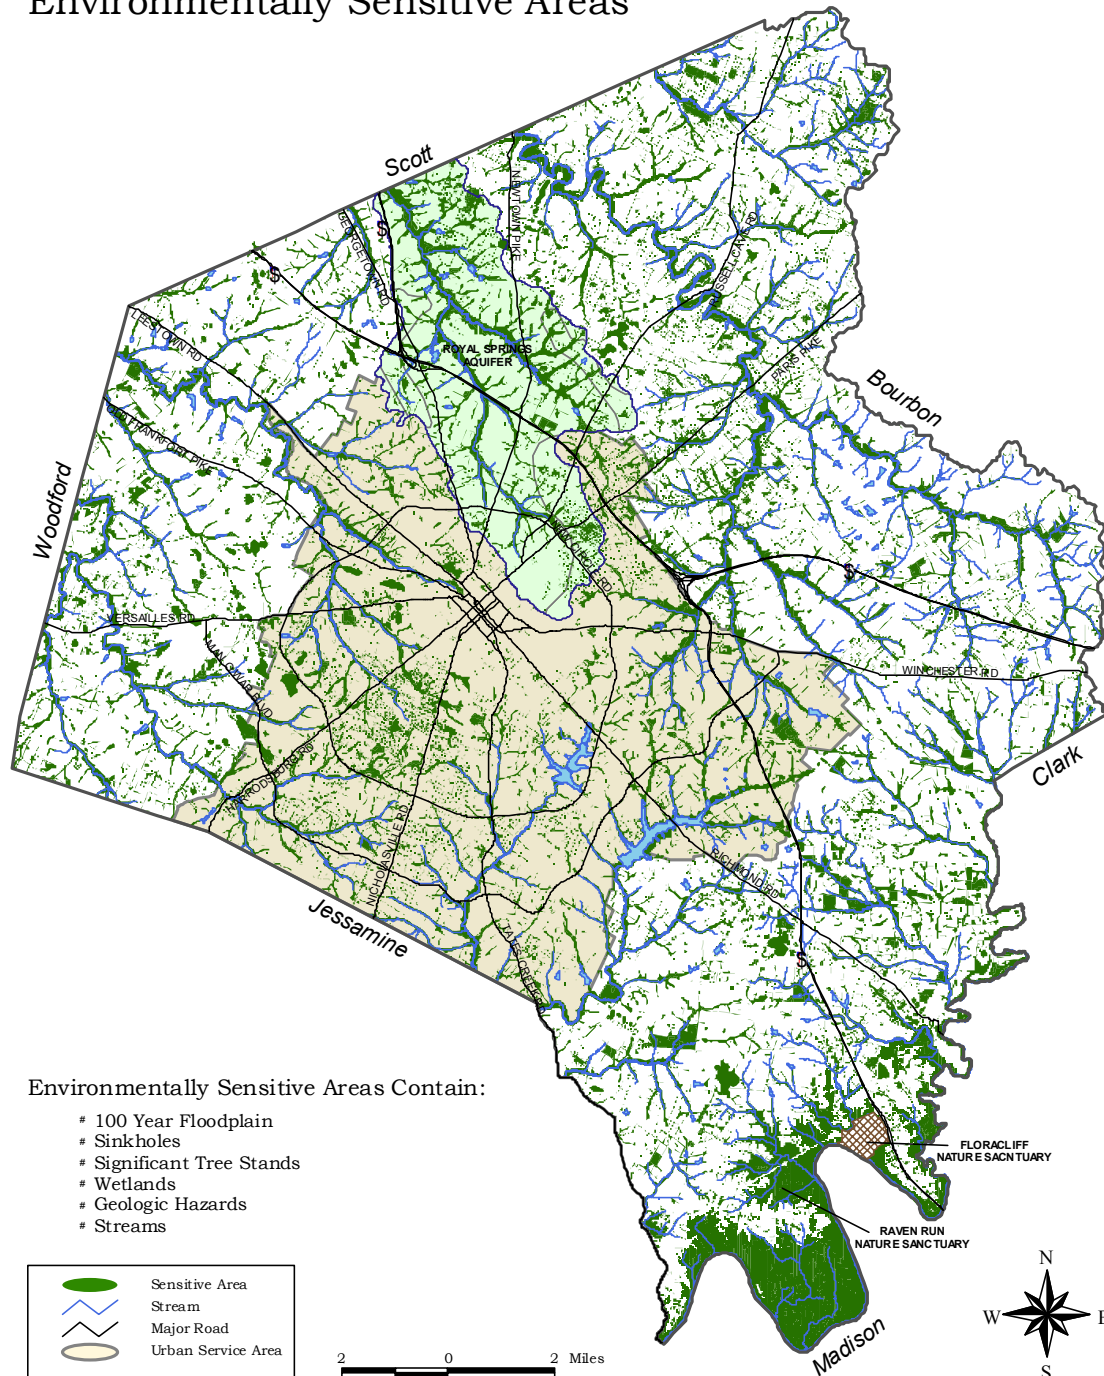 Environmentally Sensitive Areas
Scott
NEWTOWN PIKE
GEORGETOWN RD
$
$
RUSSELL CAVE RD
LEESTOWN RD
ROYAL SPRINGS
AQUIFER
PARIS PIKE
Bourbon
OLD FRANKFORT PIKE
Woodford
$
VERSAILLES RD
MAN O WAR BLVD
WINCHESTER RD
Clark
HARRODSBURG RD
NICHOLASVILLE RD
RICHMOND RD
Jessamine
TATES CREEK RD
$
Environmentally Sensitive Areas Contain:
# 100 Year Floodplain
# Sinkholes
# Significant Tree Stands
# Wetlands
# Geologic Hazards
# Streams
FLORACLIFF
NATURE SACNTUARY
RAVEN RUN
NATURE SANCTUARY
Sensitive Area
Stream
Major Road
Urban Service Area
2 0 2 Miles
Madison
N
W E
S